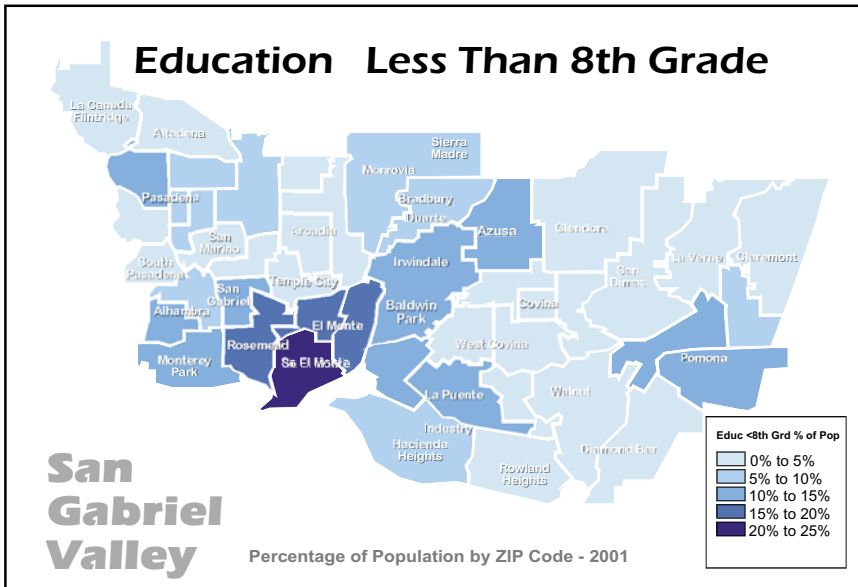 Education Less Than 8th Grade
La Canada
Flintridge
Altadena
Sierra
Madre
Monrovia
Pasadena
Bradbury
Duarte
Arcadia
Azusa
Glendora
San
Marino
La Verne
Claremont
South
Pasadena
Irwindale
San
Dimas
Temple City
San
Gabriel
Covina
Alhambra
Baldwin
Park
El Monte
Rosemead
West Covina
Monterey
Park
So El Monte
Pomona
La Puente
Walnut
Industry
Hacienda
Heights
Diamond Bar
Rowland
Heights
Educ <8th Grd % of Pop
0% to 5%
5% to 10%
10% to 15%
15% to 20%
20% to 25%
San
Gabriel
Valley
Percentage of Population by ZIP Code - 2001